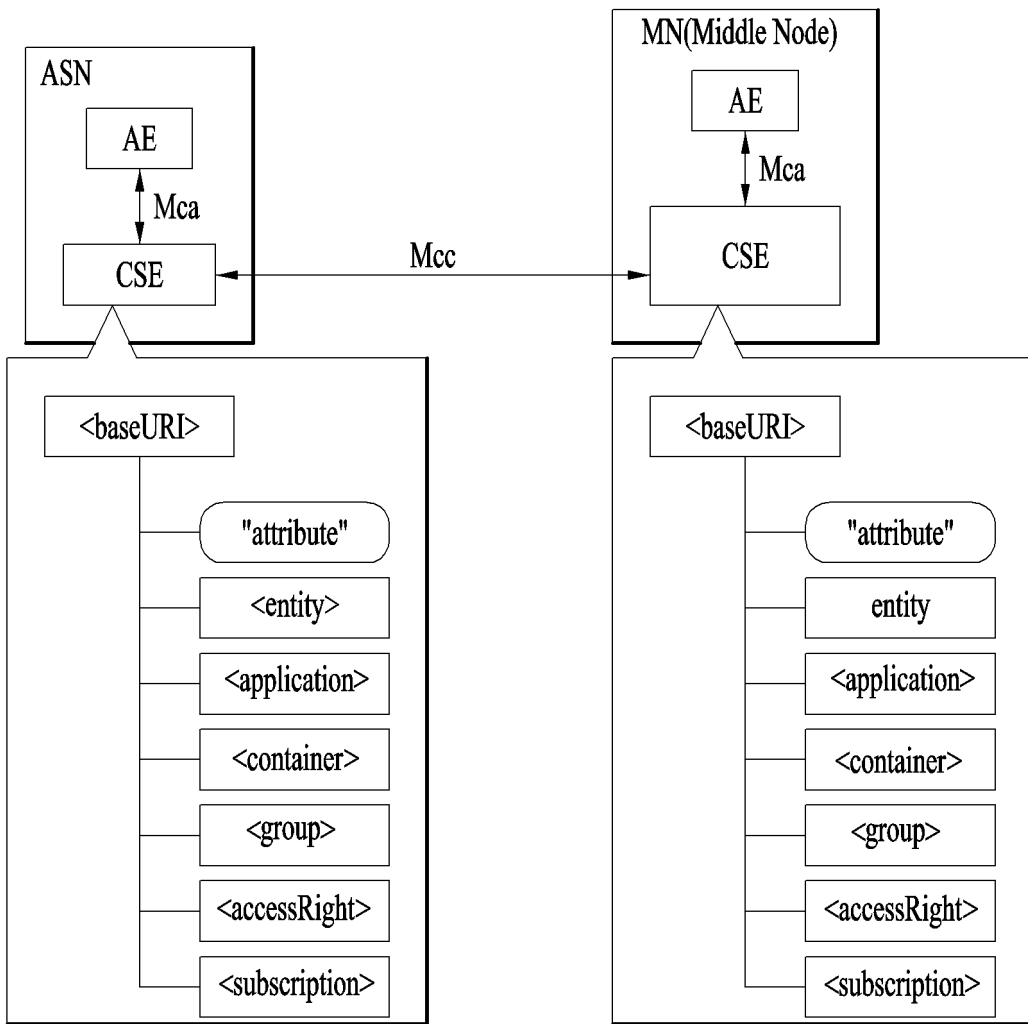 ASN
AE
Mca
CSE
Mcc
MN(Middle Node)
AE
Mca
CSE
<baseURI>
"attribute"
<entity>
<application>
<container>
<group>
<accessRight>
<subscription>
<baseURI>
"attribute"
entity
<application>
<container>
<group>
<accessRight>
<subscription>